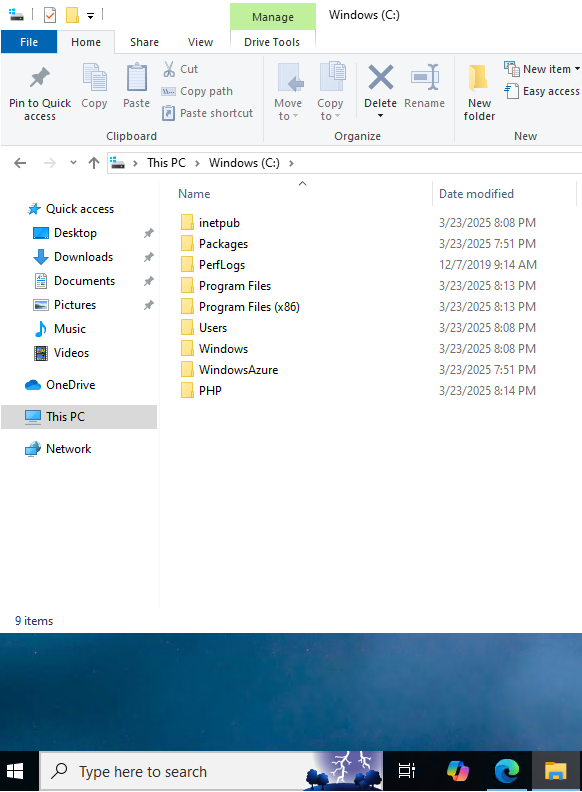 Manage
Windows (C:)
File
Home
Share
View
Drive Tools
Pin to Quick access
Copy
Paste
Cut
Copy path
Paste shortcut
Clipboard
Move to
Copy to
Delete
Rename
Organize
New folder
New item
Easy access
New
This PC > Windows (C:) >
Name
Date modified
Quick access
Desktop
Downloads
Documents
Pictures
Music
Videos
OneDrive
This PC
Network
inetpub 3/23/2025 8:08 PM
Packages 3/23/2025 7:51 PM
PerfLogs 12/7/2019 9:14 AM
Program Files 3/23/2025 8:13 PM
Program Files (x86) 3/23/2025 8:13 PM
Users 3/23/2025 8:08 PM
Windows 3/23/2025 8:08 PM
WindowsAzure 3/23/2025 7:51 PM
PHP 3/23/2025 8:14 PM
9 items
Type here to search